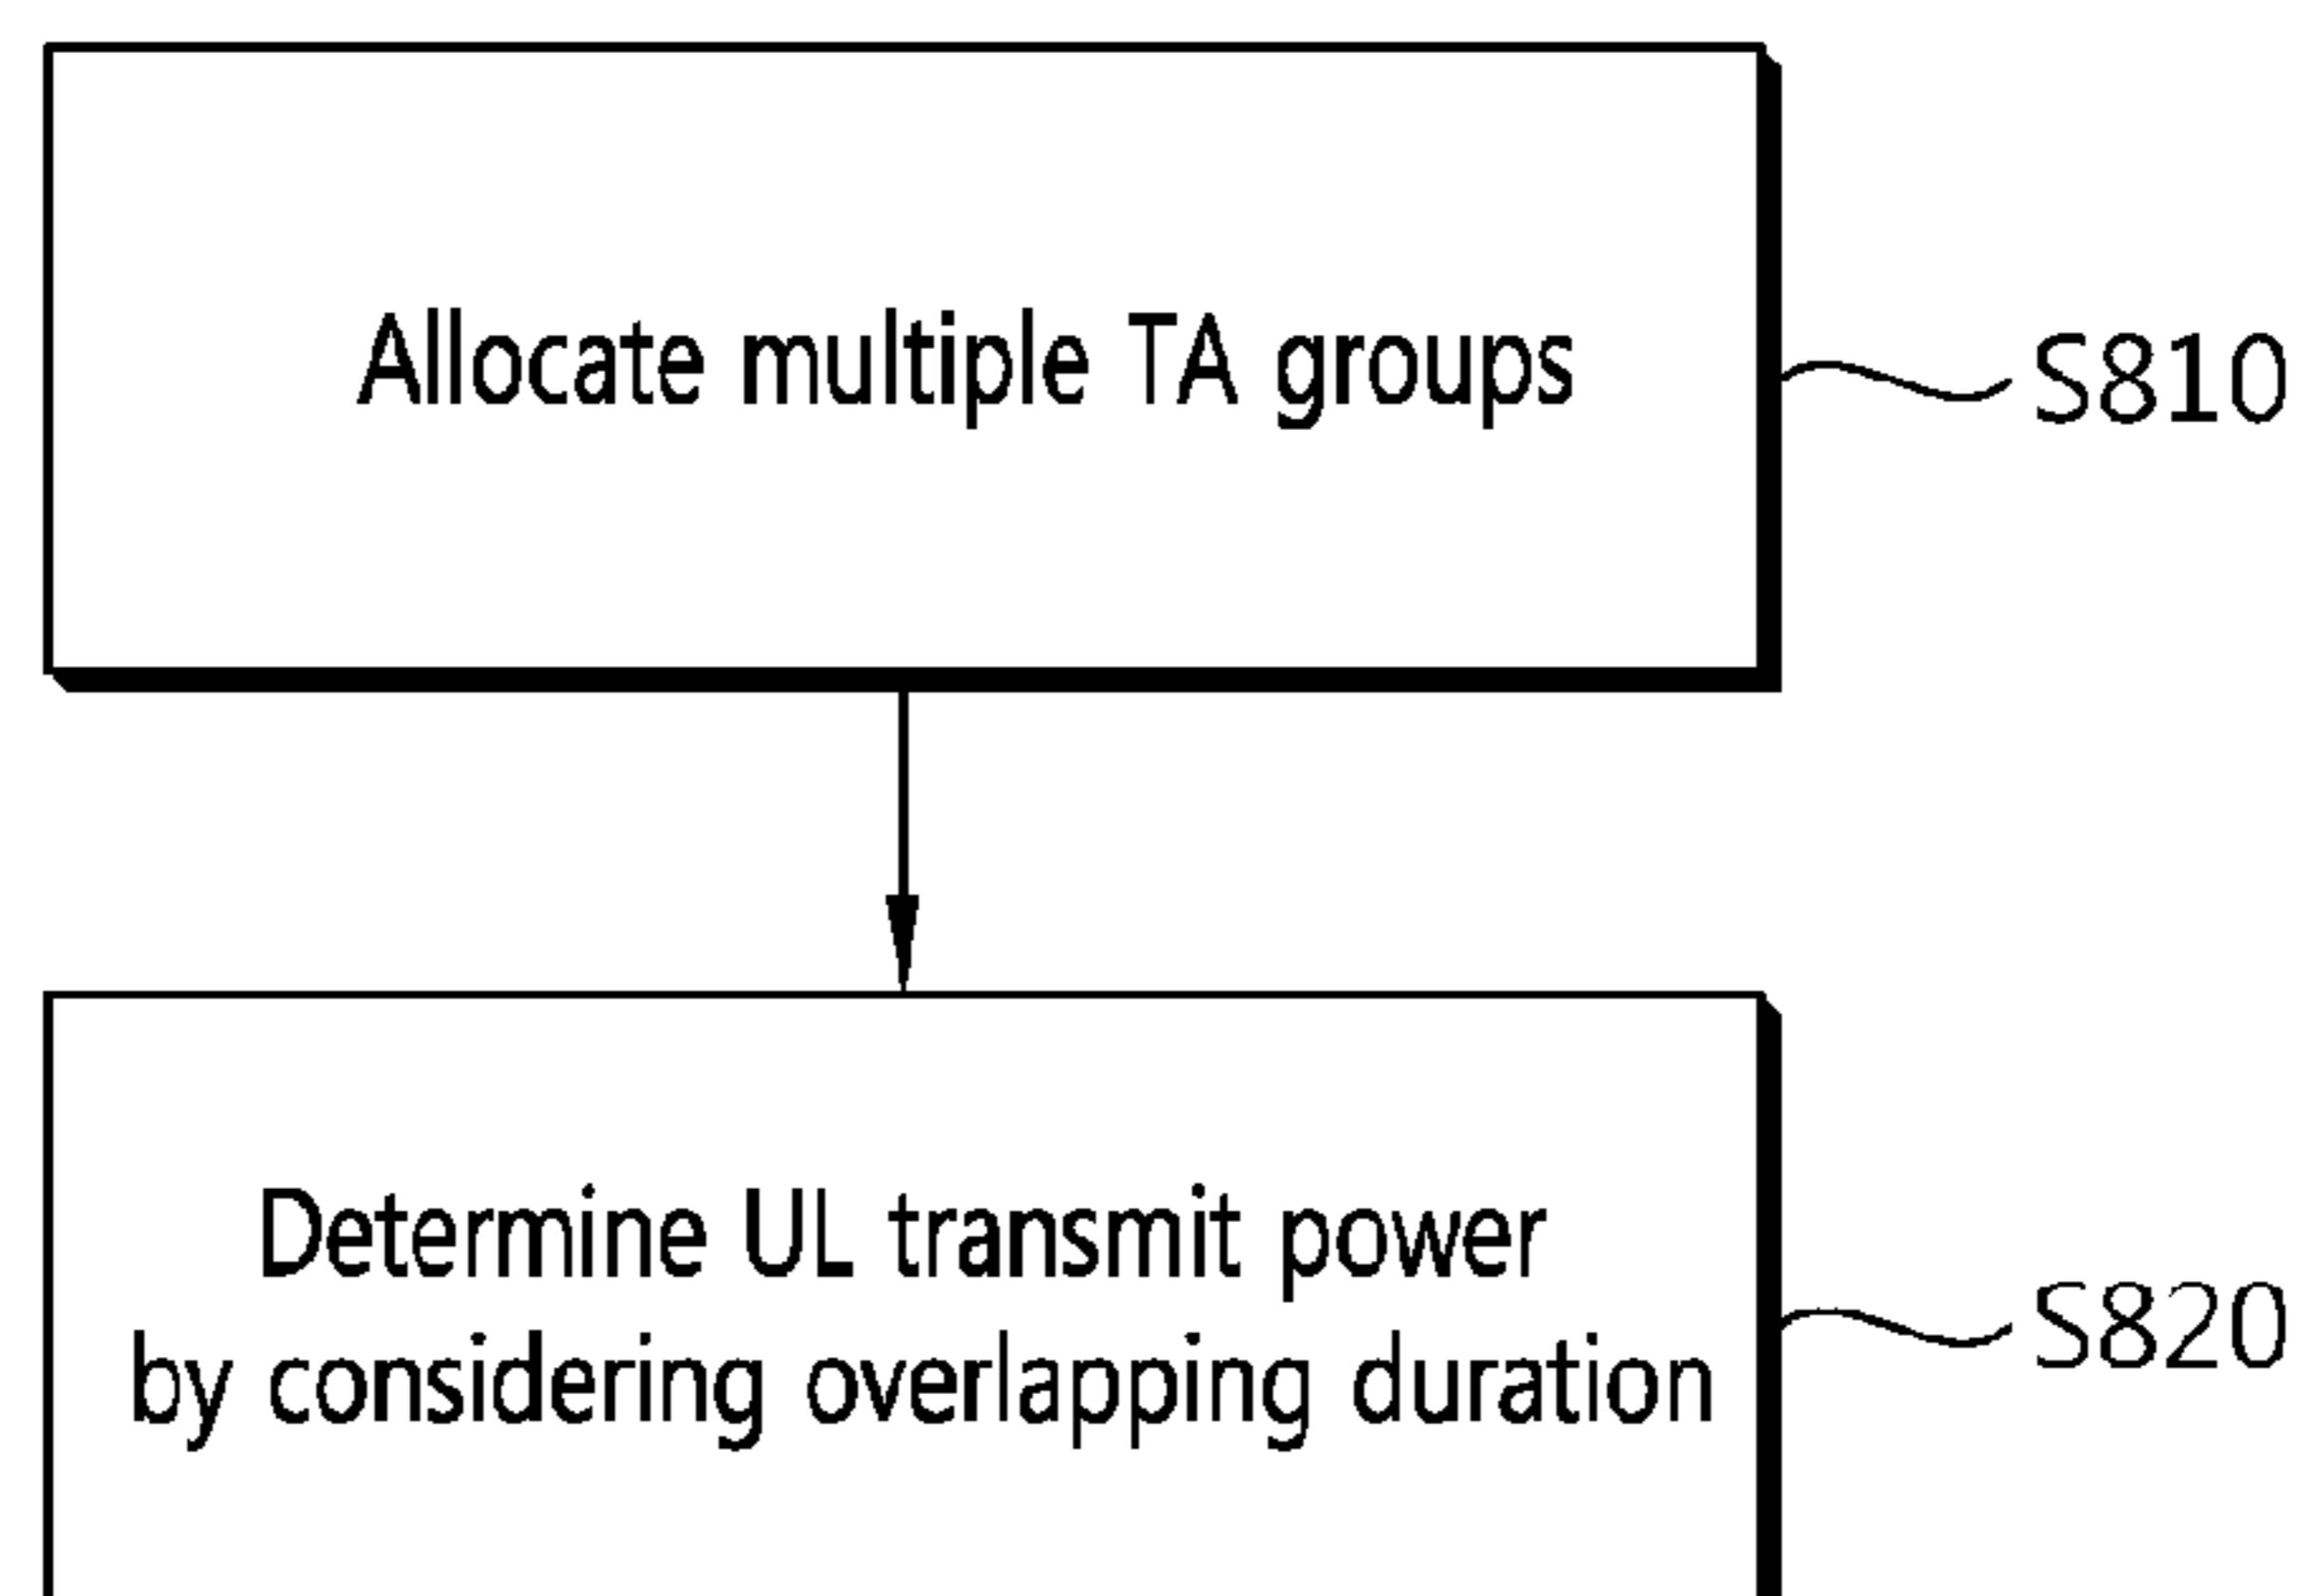 Allocate multiple TA groups
S810
Determine UL transmit power
by considering overlapping duration
S820